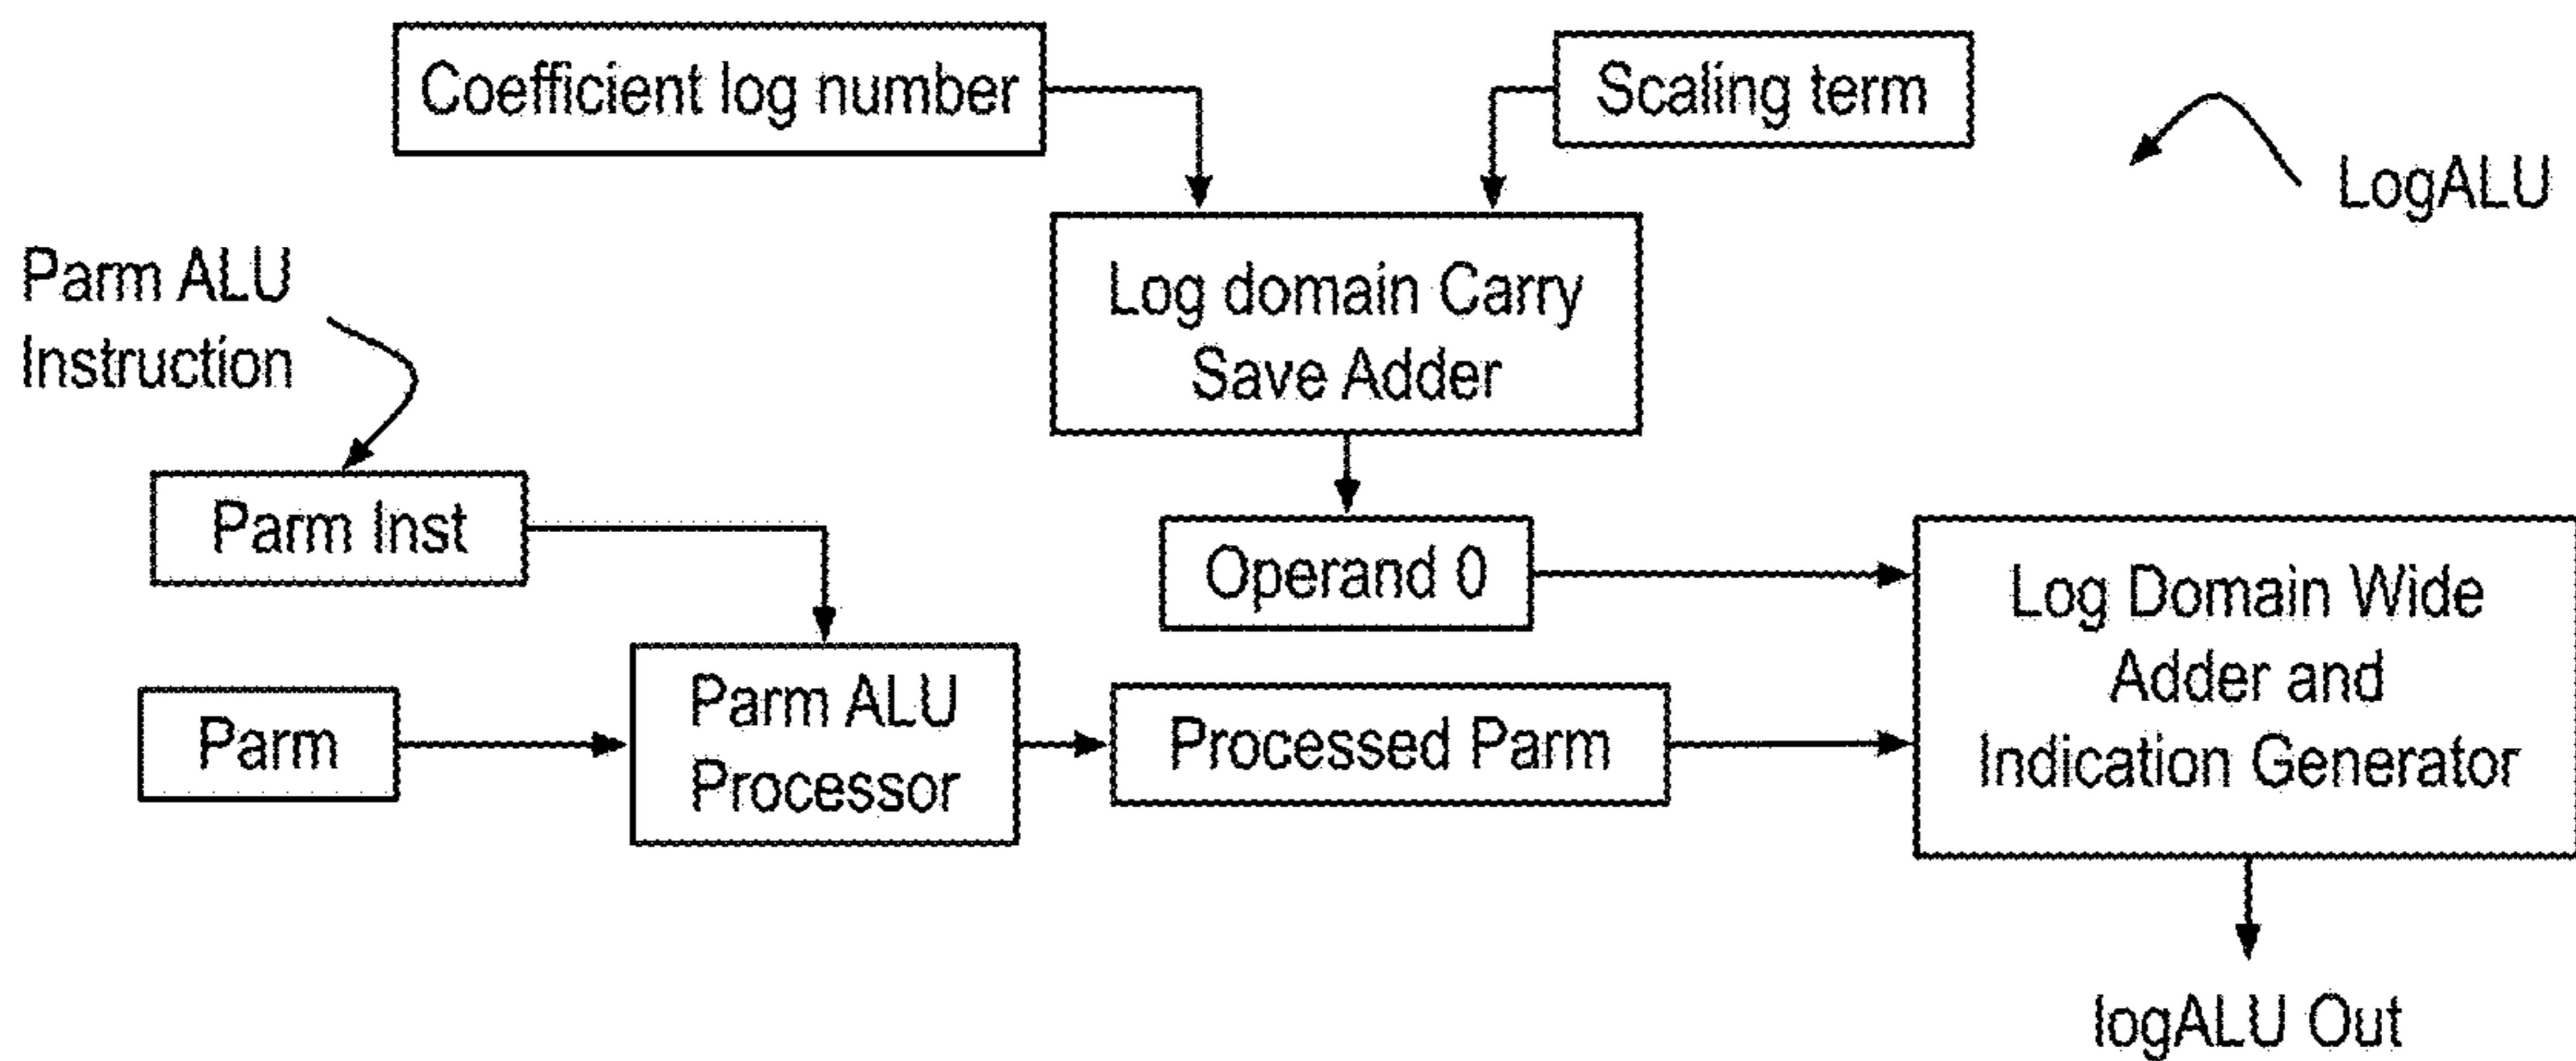 Coefficient log number
Scaling term
LogALU
Parm ALU
Instruction
Log domain Carry
Save Adder
Parm Inst
Operand 0
Log Domain Wide
Adder and
Indication Generator
Parm
Parm ALU
Processor
Processed Parm
logALU Out